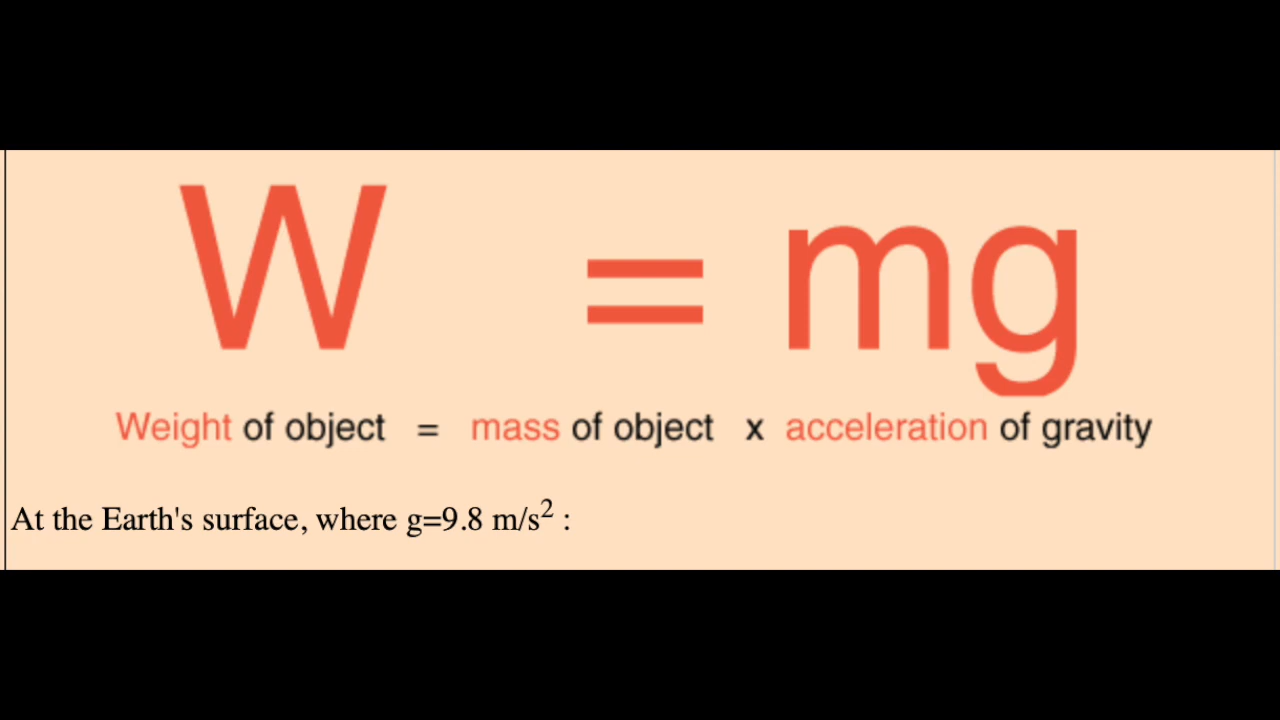 W = mg
Weight of object = mass of object x acceleration of gravity
At the Earth's surface, where g=9.8 m/s² :